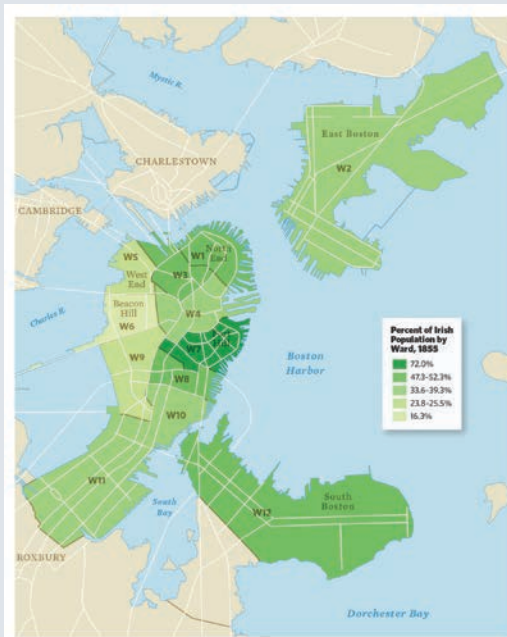 Mystic R.
East Boston
W2
CHARLESTOWN
CAMBRIDGE
W5
W1
North
End
W3
West
End
Beacon
Hill
W4
W6
Charles R.
Fort
Hill
W7
W9
W8
Boston
Harbor
Percent of Irish
Population by
Ward, 1855
72.0%
47.3–52.3%
33.6–39.3%
23.8–25.5%
16.3%
W10
W11
South
Bay
South
Boston
W12
ROXBURY
Dorchester Bay